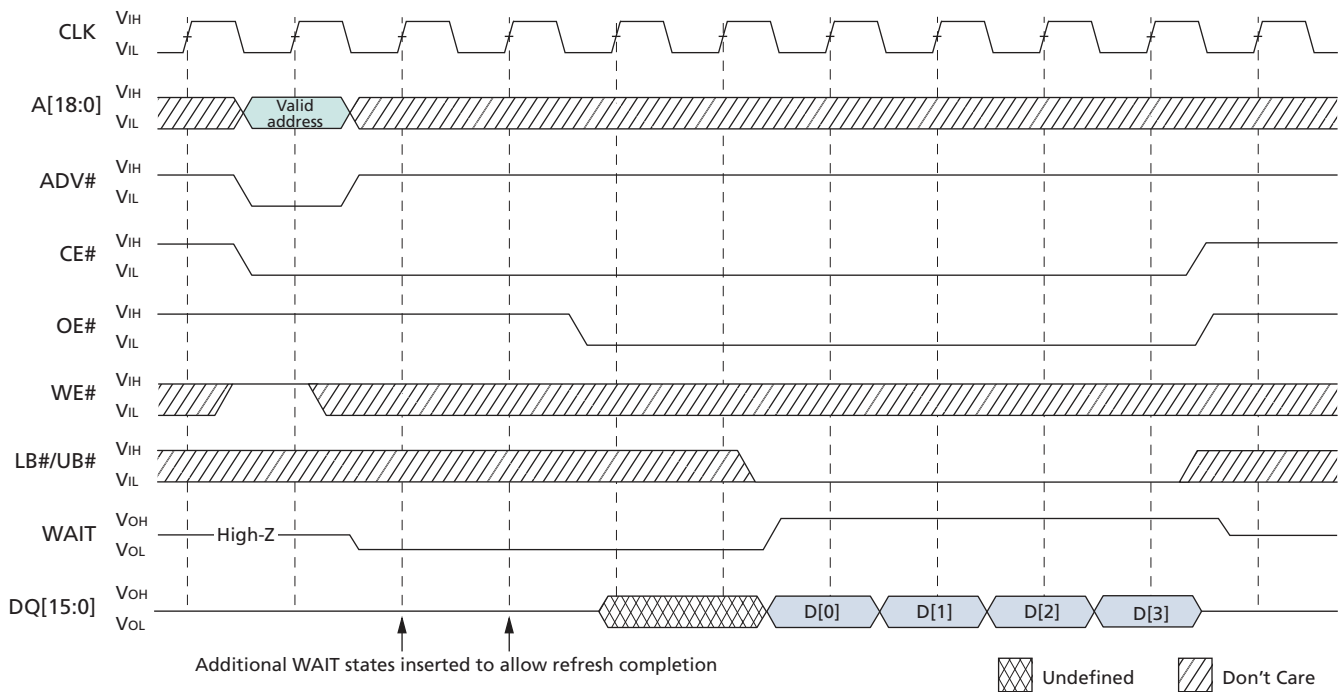 CLK VIH
VIL
A[18:0] VIH
VIL
Valid
address
ADV# VIH
VIL
CE# VIH
VIL
OE# VIH
VIL
WE# VIH
VIL
LB#/UB# VIH
VIL
WAIT VOH
VOL
High-Z
DQ[15:0] VOH
VOL
D[0] D[1] D[2] D[3]
Additional WAIT states inserted to allow refresh completion
Undefined Don't Care